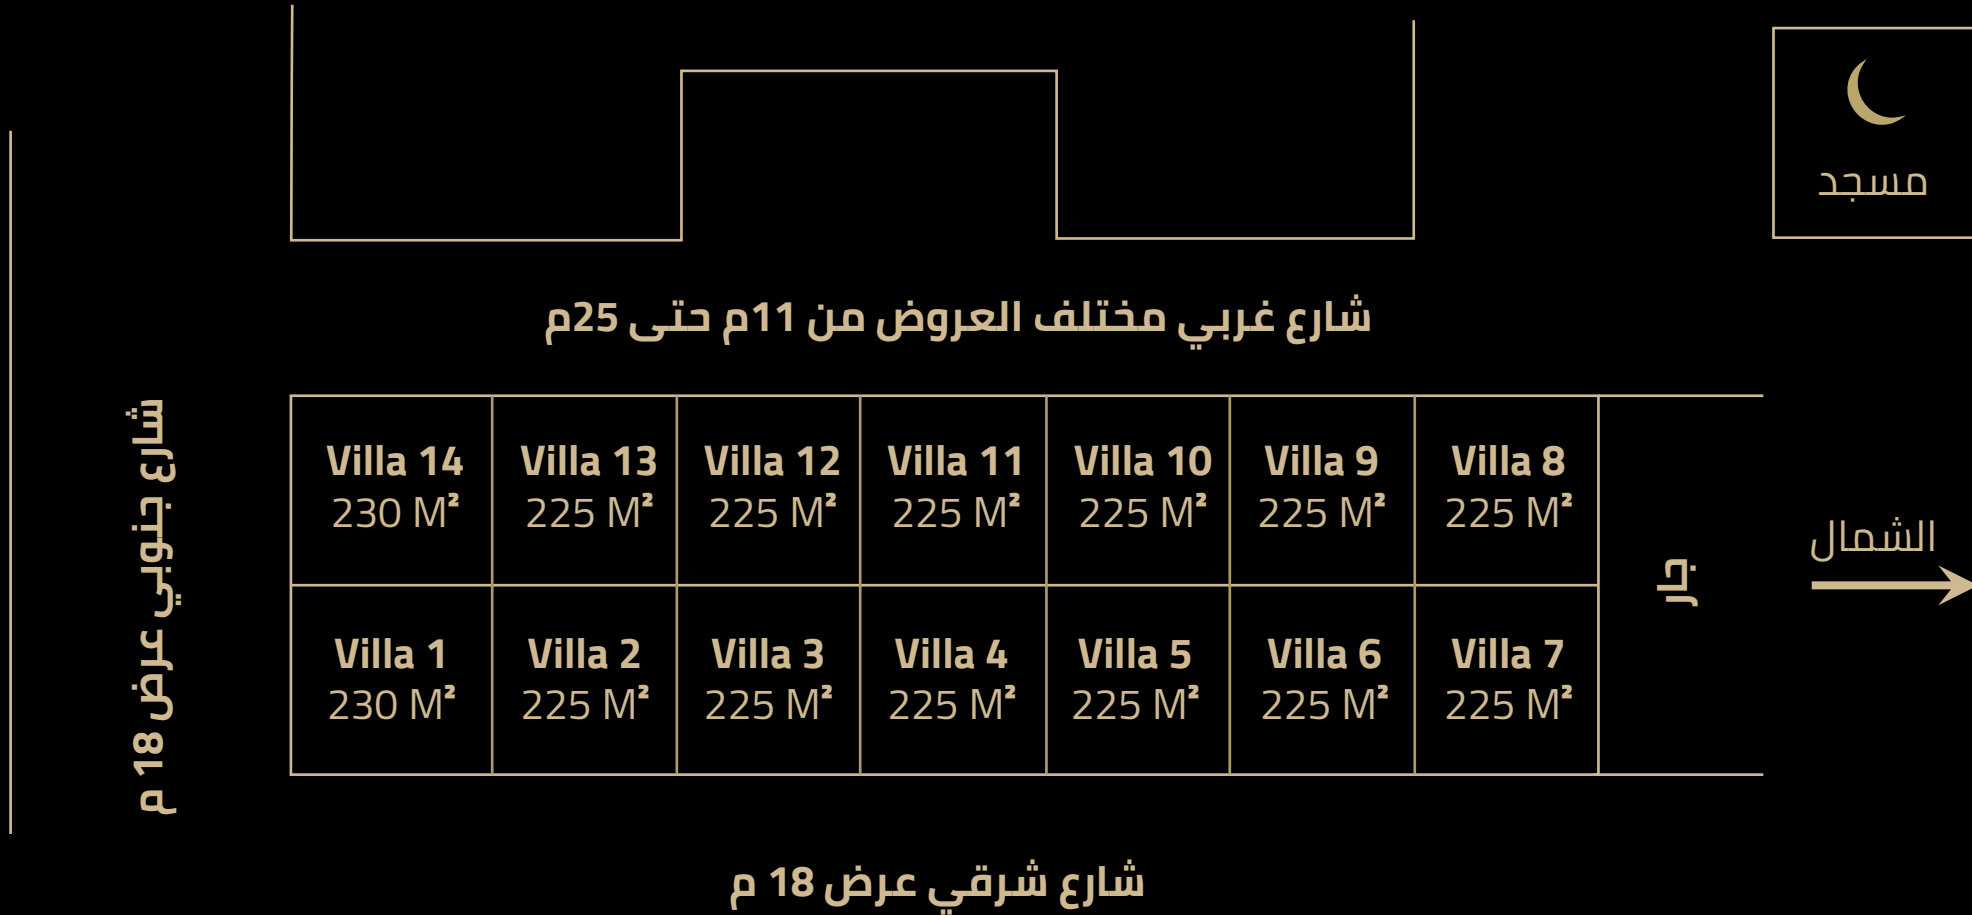 مسجد
شارع غربي مختلف العروض من 11م حتى 25م
شارع جنوبي عرض 18 م
Villa 14
230 M²
Villa 13
225 M²
Villa 12
225 M²
Villa 11
225 M²
Villa 10
225 M²
Villa 9
225 M²
Villa 8
225 M²
جار
الشمال
Villa 1
230 M²
Villa 2
225 M²
Villa 3
225 M²
Villa 4
225 M²
Villa 5
225 M²
Villa 6
225 M²
Villa 7
225 M²
شارع شرقي عرض 18 م